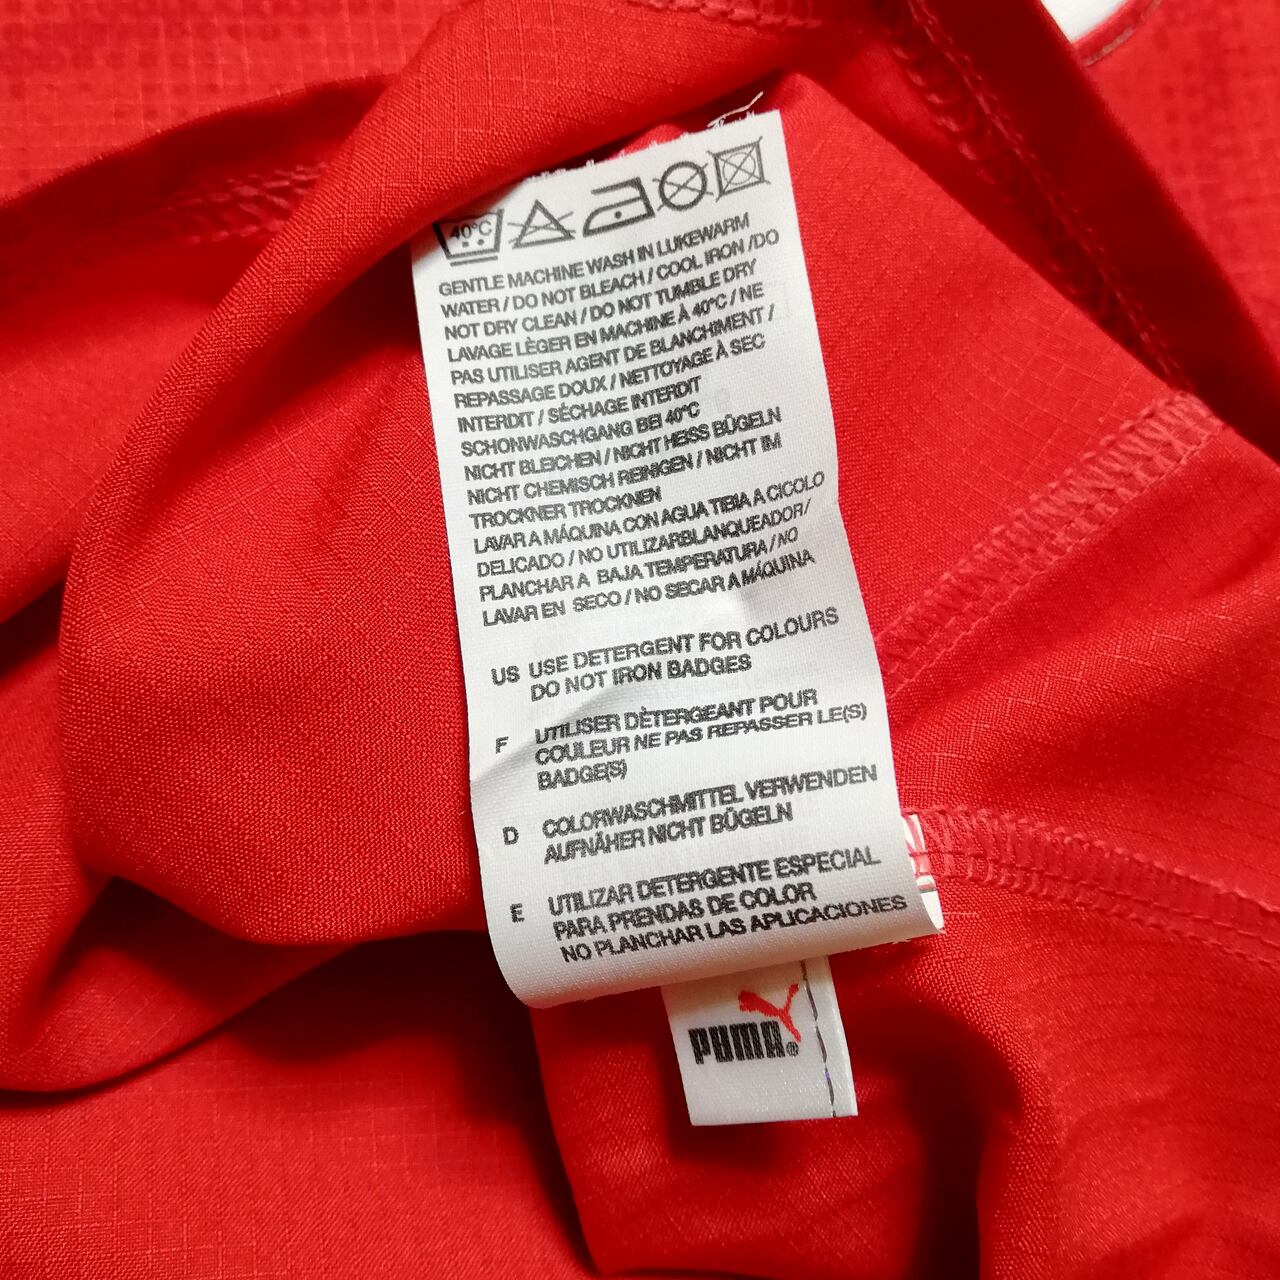 40°C
GENTLE MACHINE WASH IN LUKEWARM
WATER / DO NOT BLEACH / COOL IRON /DO
NOT DRY CLEAN / DO NOT TUMBLE DRY
LAVAGE LÈGER EN MACHINE À 40°C / NE
PAS UTILISER AGENT DE BLANCHIMENT /
REPASSAGE DOUX / NETTOYAGE À SEC
INTERDIT / SÈCHAGE INTERDIT
SCHONWASCHGANG BEI 40°C
NICHT BLEICHEN / NICHT HEISS BÜGELN
NICHT CHEMISCH REINIGEN / NICHT IM
TROCKNER TROCKNEN
LAVAR A MÁQUINA CON AGUA TIBIA A CICOLO
DELICADO / NO UTILIZARBLANQUEADOR/
PLANCHAR A BAJA TEMPERATURA / NO
LAVAR EN SECO / NO SECAR A MÁQUINA
US USE DETERGENT FOR COLOURS
DO NOT IRON BADGES
F UTILISER DÈTERGEANT POUR
COULEUR NE PAS REPASSER LE(S)
BADGE(S)
D COLORWASCHMITTEL VERWENDEN
AUFNÄHER NICHT BÜGELN
E UTILIZAR DETERGENTE ESPECIAL
PARA PRENDAS DE COLOR
NO PLANCHAR LAS APLICACIONES
PUMA®